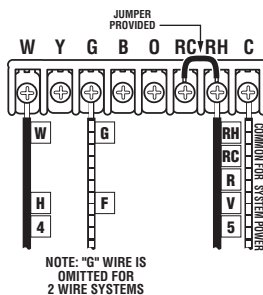 JUMPER
PROVIDED
W Y G B O RC RH C
W G RH
RC
R
H F V
4 5
COMMON FOR SYSTEM POWER
NOTE: "G" WIRE IS
OMITTED FOR
2 WIRE SYSTEMS